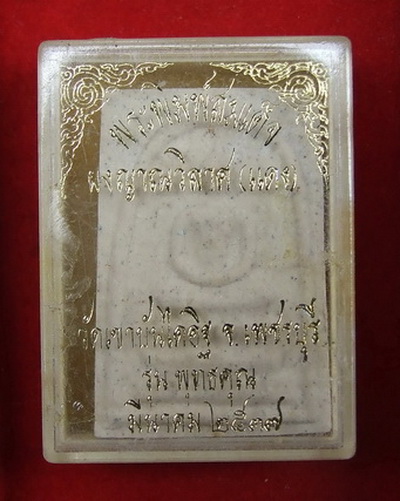 พระพิมพ์สมเด็จ
ผงญาณวิลาศ (แดง)
วัดเขาบันไดอิฐ จ.เพชรบุรี
รุ่น พุทธคุณ
มีนาคม ๒๕๓๗